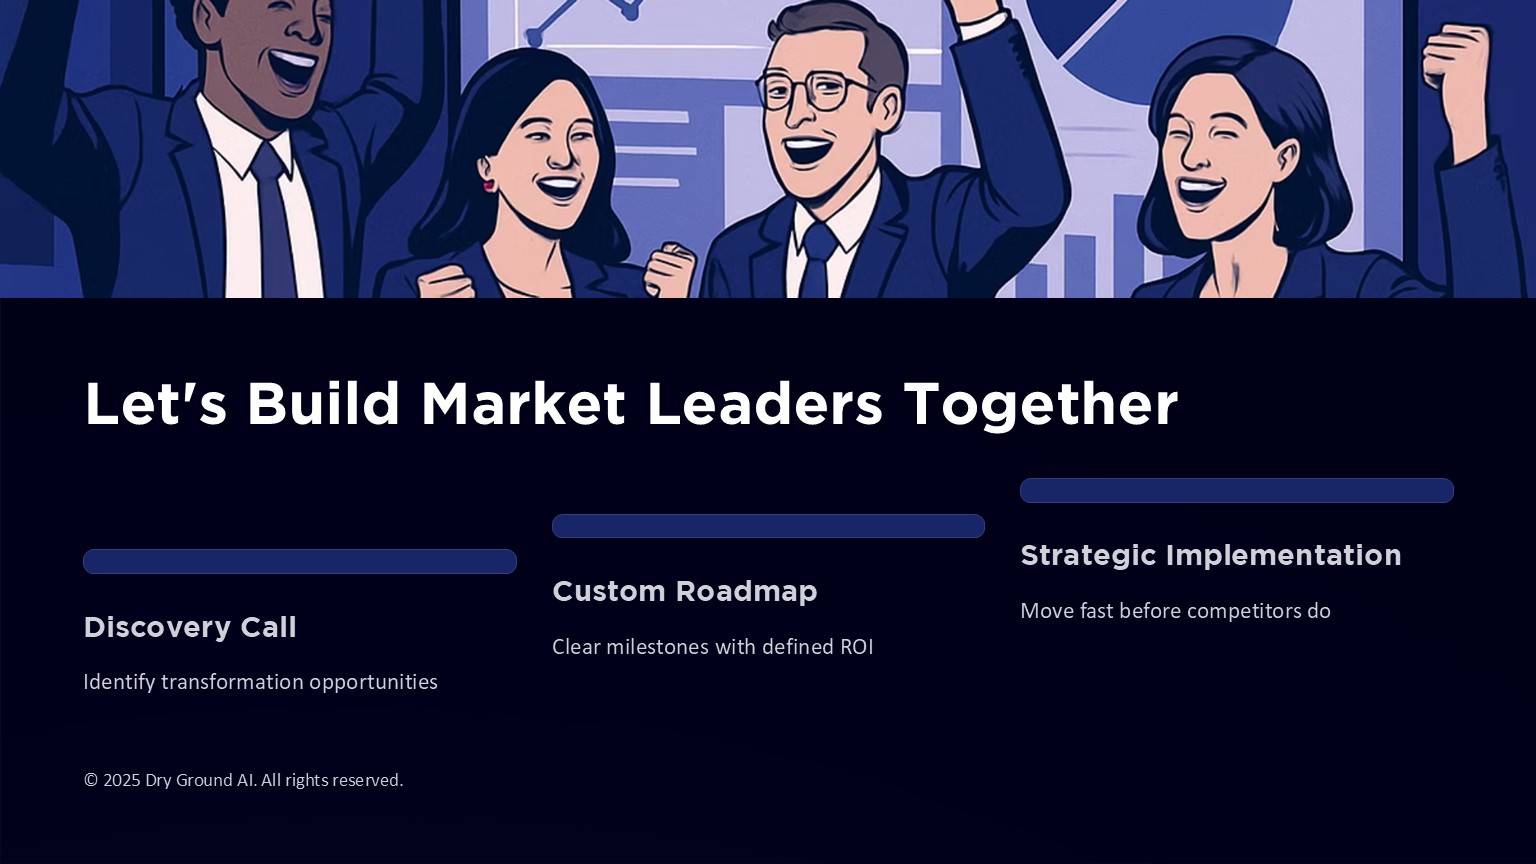 Let's Build Market Leaders Together
Discovery Call
Identify transformation opportunities
Custom Roadmap
Clear milestones with defined ROI
Strategic Implementation
Move fast before competitors do
© 2025 Dry Ground AI. All rights reserved.